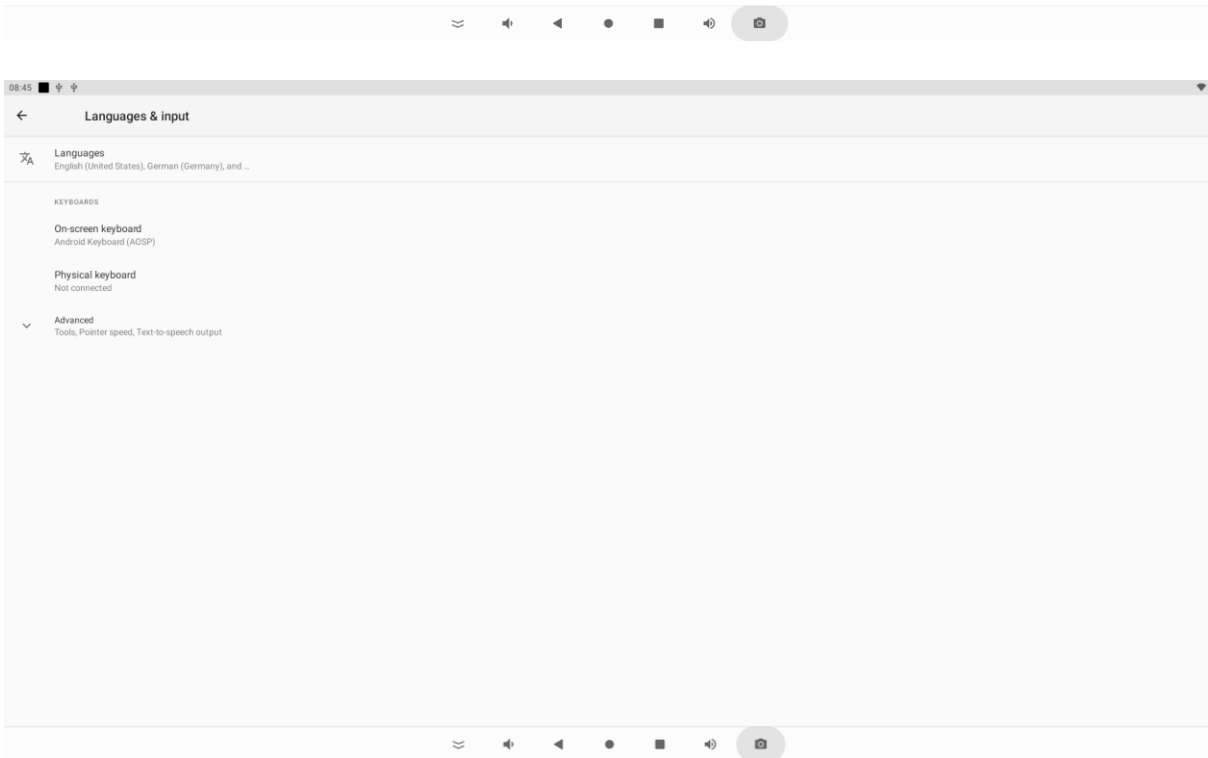 08:45
Languages & input
Languages
English (United States), German (Germany), and ..
KEYBOARDS
On-screen keyboard
Android Keyboard (AOSP)
Physical keyboard
Not connected
Advanced
Tools, Pointer speed, Text-to-speech output